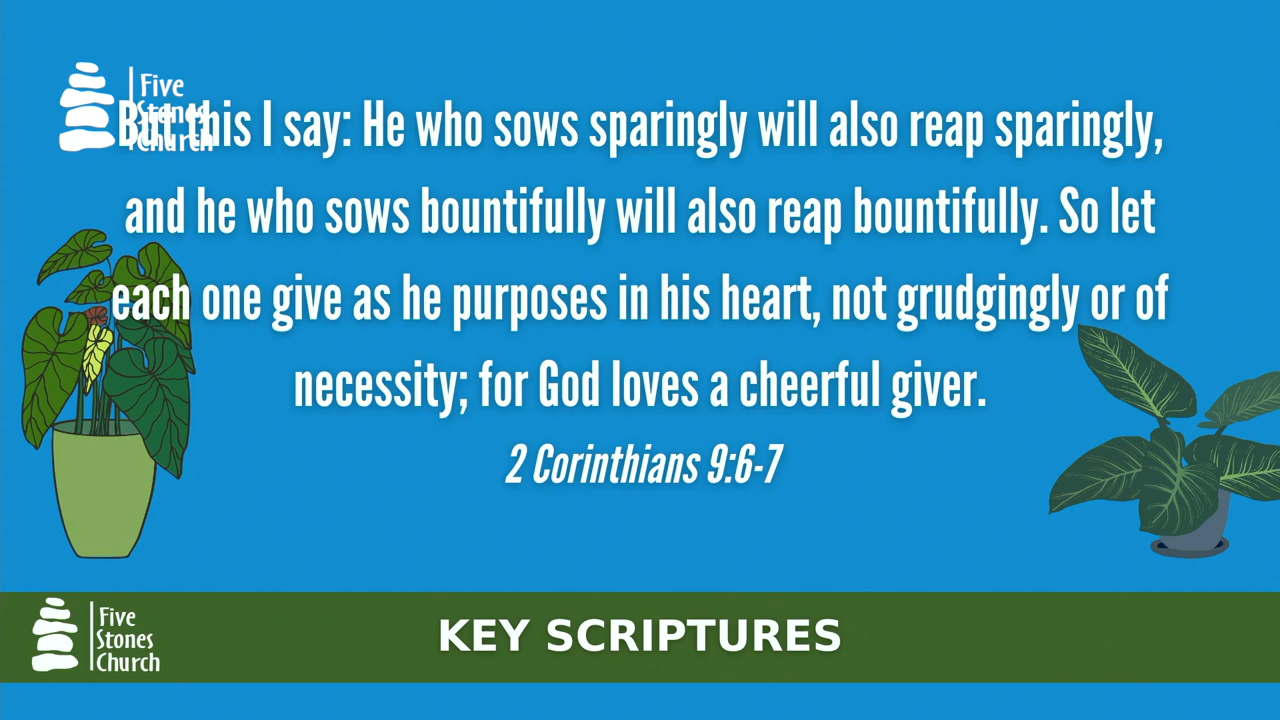 Five
Stones
Church
But this I say: He who sows sparingly will also reap sparingly,
and he who sows bountifully will also reap bountifully. So let
each one give as he purposes in his heart, not grudgingly or of
necessity; for God loves a cheerful giver.
2 Corinthians 9:6-7
Five
Stones
Church
KEY SCRIPTURES